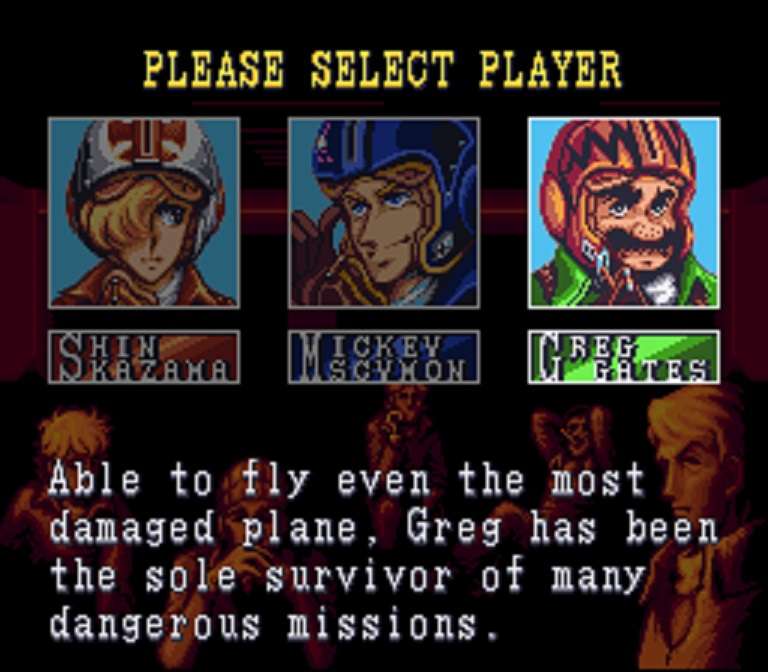 PLEASE SELECT PLAYER
SHIN
KAZAMA
MICKEY
SCYMON
GREG
GATES
Able to fly even the most
damaged plane, Greg has been
the sole survivor of many
dangerous missions.